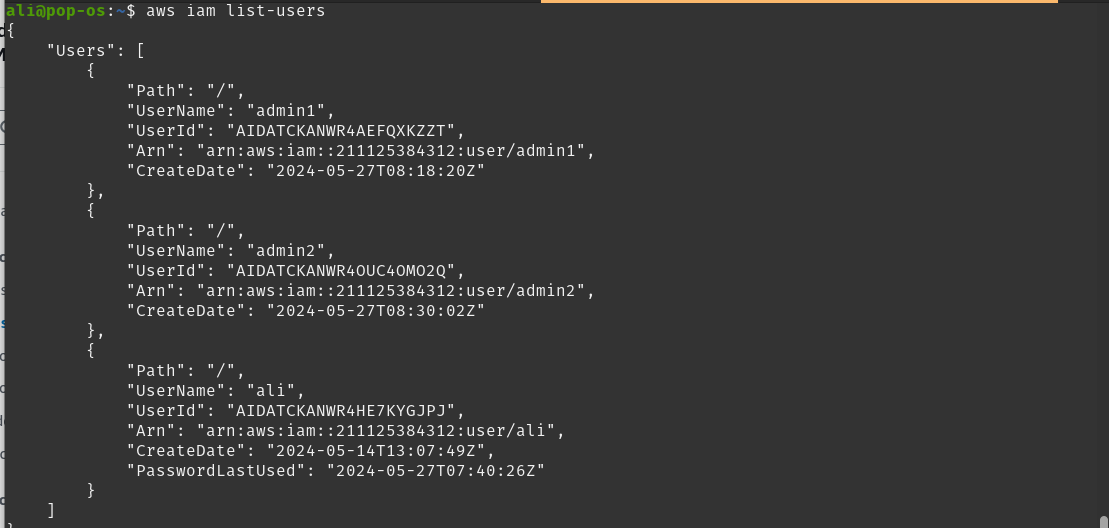 ali@pop-os:~$ aws iam list-users
{
    "Users": [
        {
            "Path": "/",
            "UserName": "admin1",
            "UserId": "AIDATCKANWR4AEFQXKZZT",
            "Arn": "arn:aws:iam::211125384312:user/admin1",
            "CreateDate": "2024-05-27T08:18:20Z"
        },
        {
            "Path": "/",
            "UserName": "admin2",
            "UserId": "AIDATCKANWR4OUC4OMO2Q",
            "Arn": "arn:aws:iam::211125384312:user/admin2",
            "CreateDate": "2024-05-27T08:30:02Z"
        },
        {
            "Path": "/",
            "UserName": "ali",
            "UserId": "AIDATCKANWR4HE7KYGJPJ",
            "Arn": "arn:aws:iam::211125384312:user/ali",
            "CreateDate": "2024-05-14T13:07:49Z",
            "PasswordLastUsed": "2024-05-27T07:40:26Z"
        }
    ]
}